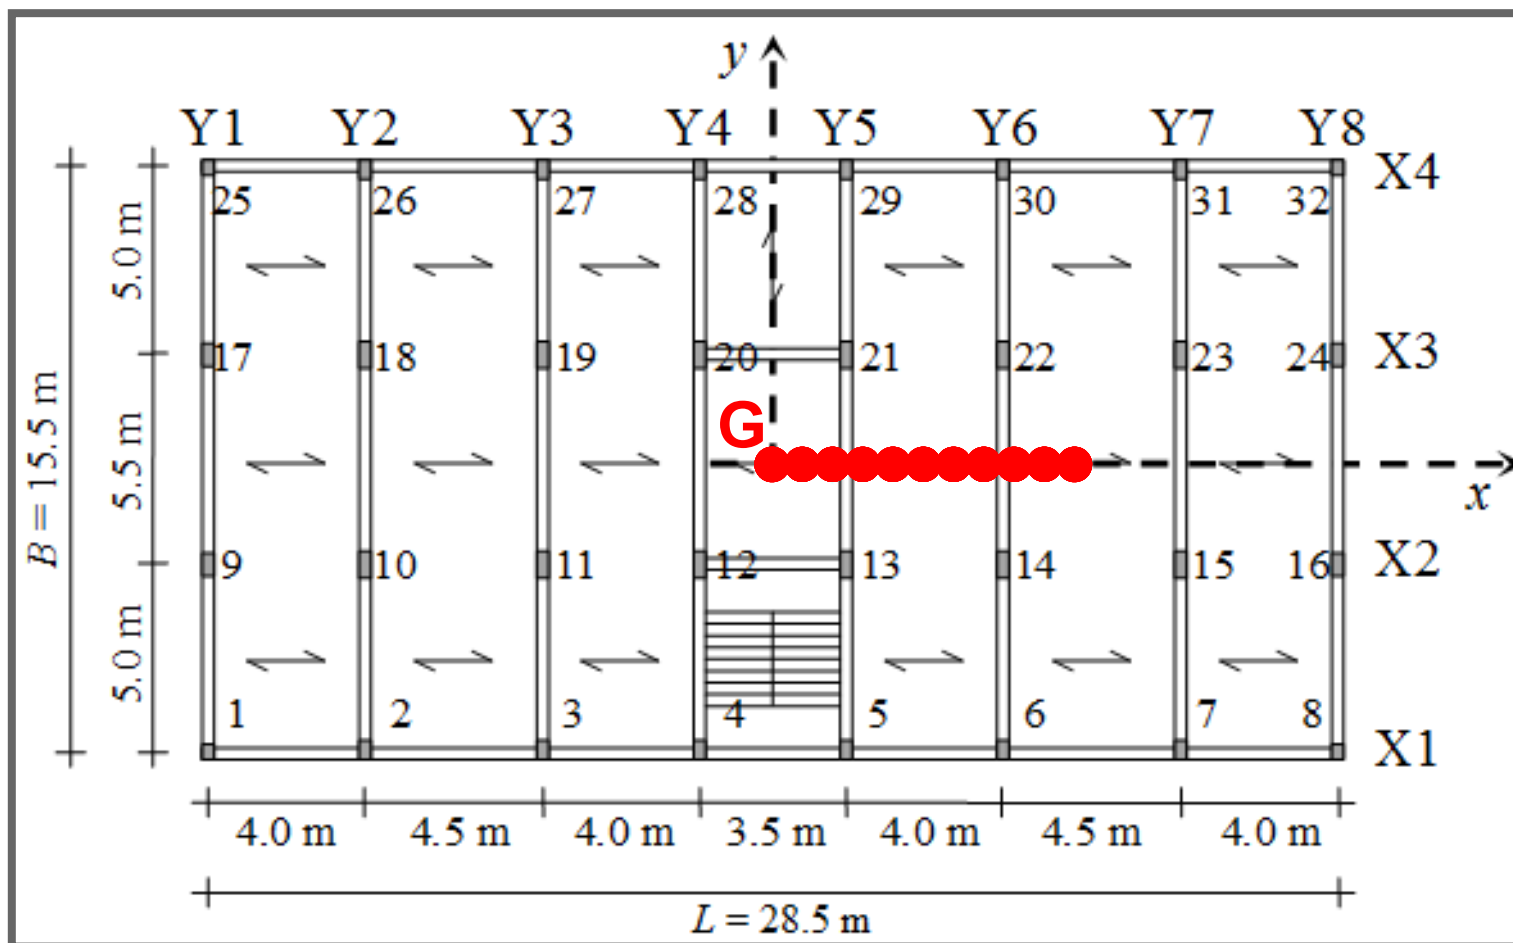 y
Y1 Y2 Y3 Y4 Y5 Y6 Y7 Y8
X4
25 26 27 28 29 30 31 32
5.0 m
17 18 19 20 21 22 23 24 X3
G
B = 15.5 m
5.5 m
x
9 10 11 12 13 14 15 16 X2
5.0 m
1 2 3 4 5 6 7 8
X1
4.0 m 4.5 m 4.0 m 3.5 m 4.0 m 4.5 m 4.0 m
L = 28.5 m